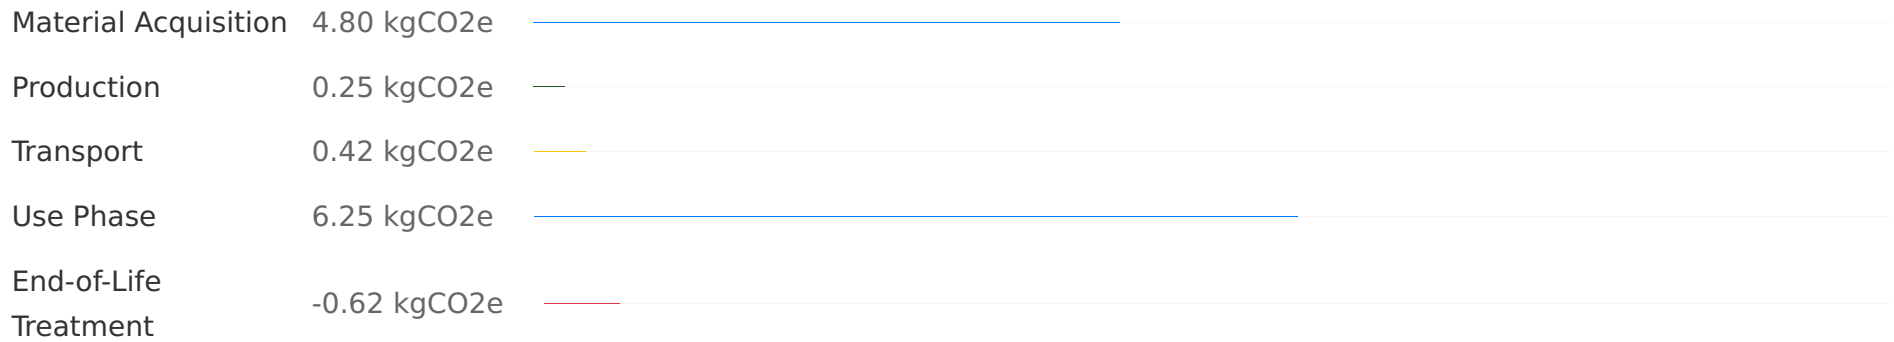 Material Acquisition 4.80 kgCO2e
Production 0.25 kgCO2e
Transport 0.42 kgCO2e
Use Phase 6.25 kgCO2e
End-of-Life
Treatment
-0.62 kgCO2e